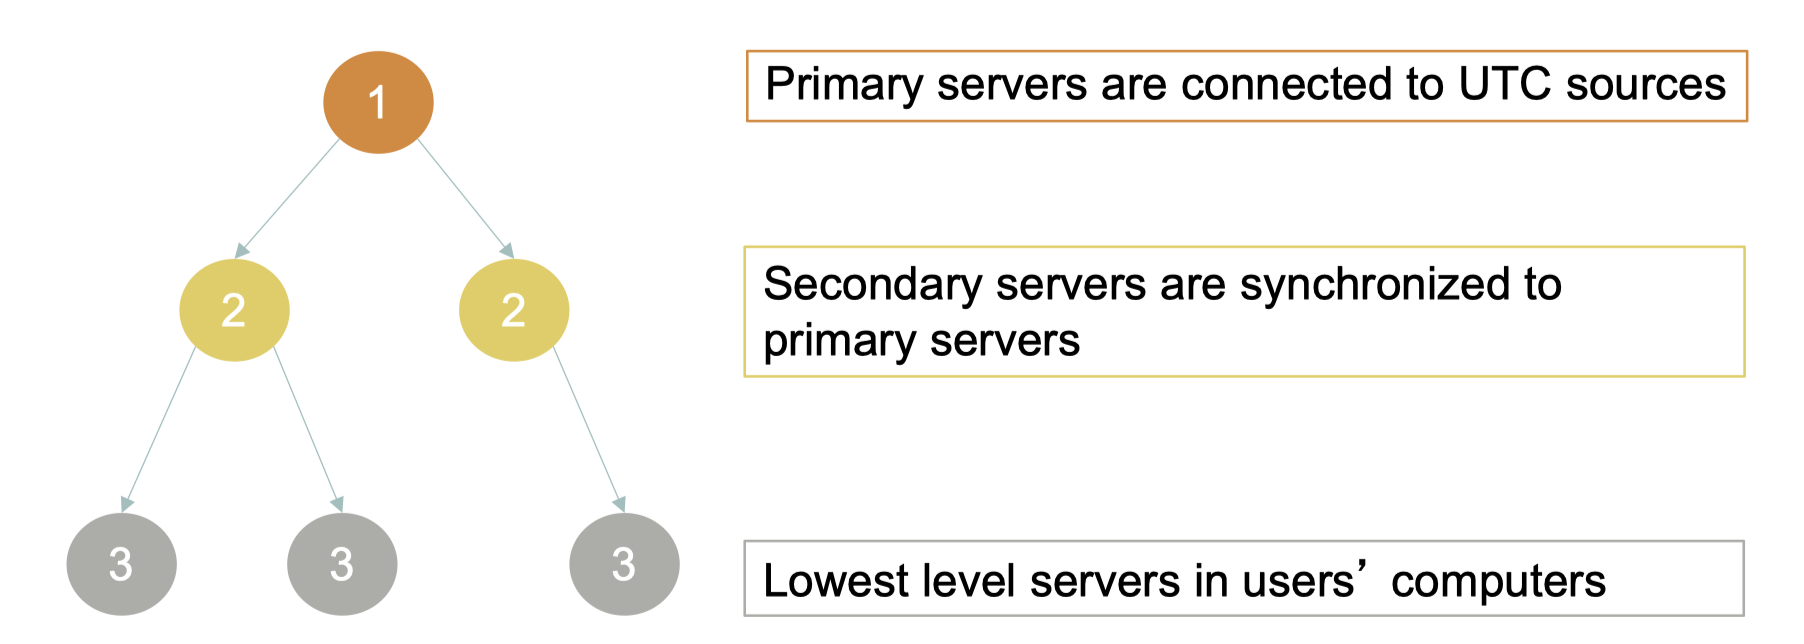 1
Primary servers are connected to UTC sources
2 2
Secondary servers are synchronized to
primary servers
3 3 3
Lowest level servers in users’ computers